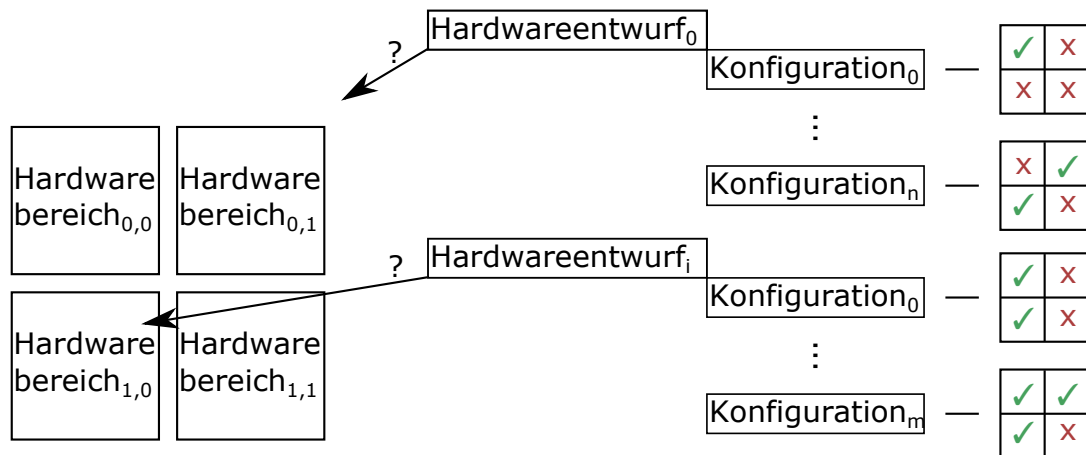 Hardwareentwurf₀
?
Konfiguration₀
✓ x
x x
⋮
Konfigurationₙ
x ✓
✓ x
Hardware
bereich₀,₀
Hardware
bereich₀,₁
Hardwareentwurfᵢ
?
Konfiguration₀
✓ x
✓ x
⋮
Konfigurationₘ
✓ ✓
✓ x
Hardware
bereich₁,₀
Hardware
bereich₁,₁